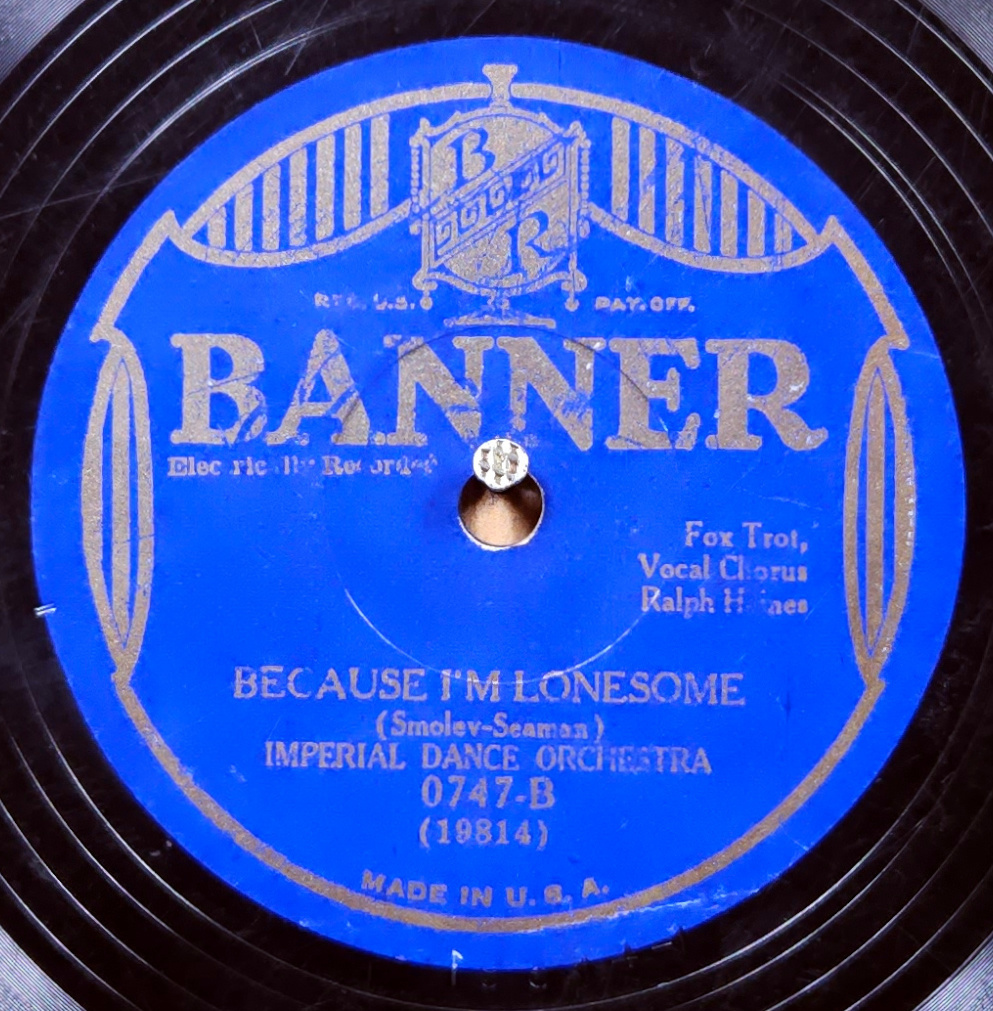 B
R
REG. U.S. PAT. OFF.
BANNER
Electrically Recorded
Fox Trot,
Vocal Chorus
Ralph Haines
BECAUSE I'M LONESOME
(Smolev-Seaman)
IMPERIAL DANCE ORCHESTRA
0747-B
(19814)
MADE IN U. S. A.